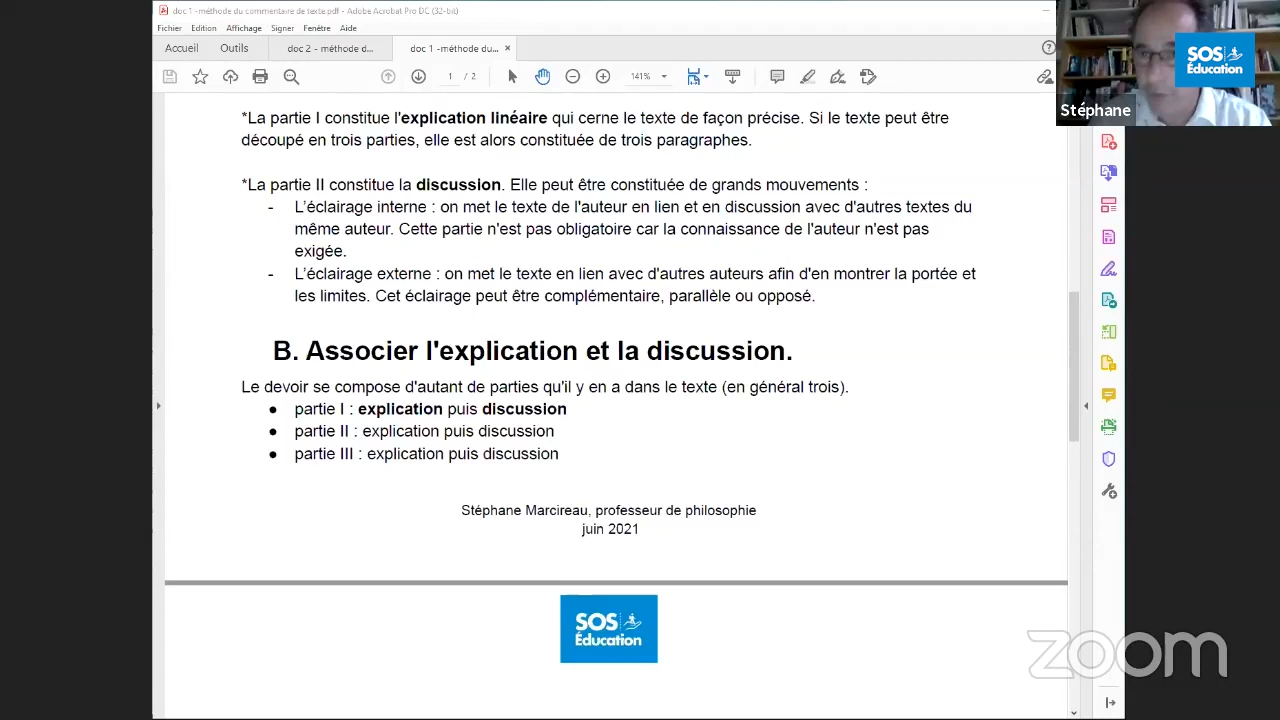 doc 1 -méthode du commentaire de texte.pdf - Adobe Acrobat Pro DC (32-bit)
Fichier Edition Affichage Signer Fenêtre Aide
Accueil Outils doc 2 - méthode d... doc 1 -méthode du... ×
1 / 2 141%
SOS
Éducation
Stéphane
*La partie I constitue l'explication linéaire qui cerne le texte de façon précise. Si le texte peut être
découpé en trois parties, elle est alors constituée de trois paragraphes.
*La partie II constitue la discussion. Elle peut être constituée de grands mouvements :
- L'éclairage interne : on met le texte de l'auteur en lien et en discussion avec d'autres textes du
même auteur. Cette partie n'est pas obligatoire car la connaissance de l'auteur n'est pas
exigée.
- L'éclairage externe : on met le texte en lien avec d'autres auteurs afin d'en montrer la portée et
les limites. Cet éclairage peut être complémentaire, parallèle ou opposé.
B. Associer l'explication et la discussion.
Le devoir se compose d'autant de parties qu'il y en a dans le texte (en général trois).
● partie I : explication puis discussion
● partie II : explication puis discussion
● partie III : explication puis discussion
Stéphane Marcireau, professeur de philosophie
juin 2021
SOS
Éducation
zoom